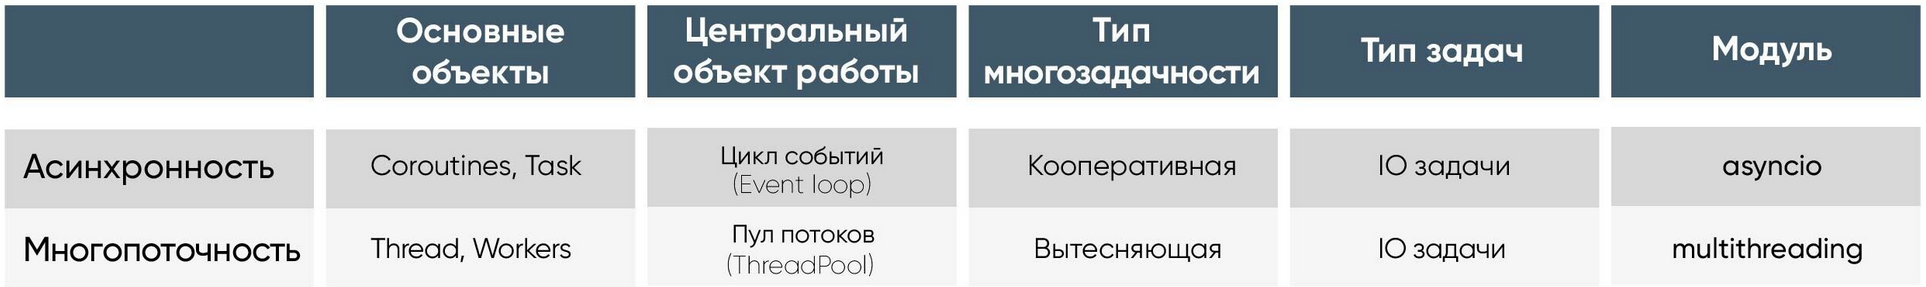 Основные
объекты
Центральный
объект работы
Тип
многозадачности
Тип задач
Модуль
Асинхронность
Coroutines, Task
Цикл событий
(Event loop)
Кооперативная
IO задачи
asyncio
Многопоточность
Thread, Workers
Пул потоков
(ThreadPool)
Вытесняющая
IO задачи
multithreading